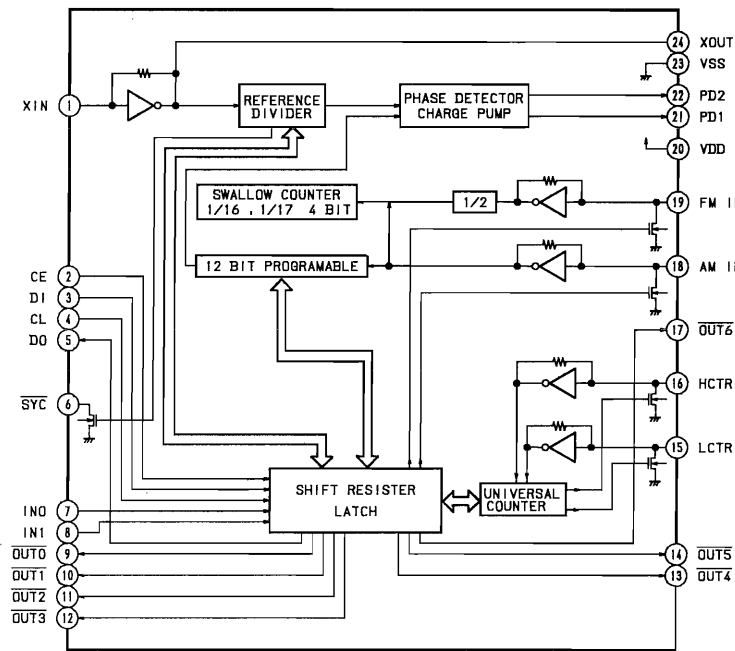 24 XOUT
23 VSS
XIN 1
REFERENCE
DIVIDER
PHASE DETECTOR
CHARGE PUMP
22 PD2
21 PD1
20 VDD
SWALLOW COUNTER
1/16 , 1/17 4 BIT
1/2
19 FM I
12 BIT PROGRAMABLE
18 AM I
CE 2
DI 3
CL 4
DO 5
17 OUT6
SYC 6
16 HCTR
15 LCTR
SHIFT RESISTER
LATCH
UNIVERSAL
COUNTER
IN0 7
IN1 8
OUT0 9
OUT1 10
OUT2 11
OUT3 12
14 OUT5
13 OUT4